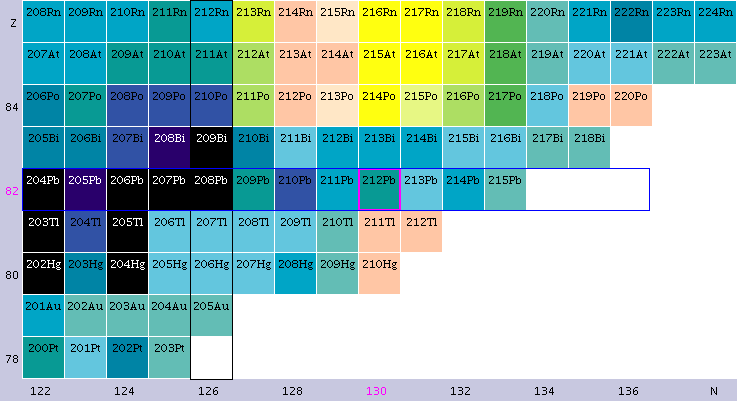 208Rn 209Rn 210Rn 211Rn 212Rn 213Rn 214Rn 215Rn 216Rn 217Rn 218Rn 219Rn 220Rn 221Rn 222Rn 223Rn 224Rn
Z
207At 208At 209At 210At 211At 212At 213At 214At 215At 216At 217At 218At 219At 220At 221At 222At 223At
84 206Po 207Po 208Po 209Po 210Po 211Po 212Po 213Po 214Po 215Po 216Po 217Po 218Po 219Po 220Po
205Bi 206Bi 207Bi 208Bi 209Bi 210Bi 211Bi 212Bi 213Bi 214Bi 215Bi 216Bi 217Bi 218Bi
82 204Pb 205Pb 206Pb 207Pb 208Pb 209Pb 210Pb 211Pb 212Pb 213Pb 214Pb 215Pb
203Tl 204Tl 205Tl 206Tl 207Tl 208Tl 209Tl 210Tl 211Tl 212Tl
80 202Hg 203Hg 204Hg 205Hg 206Hg 207Hg 208Hg 209Hg 210Hg
201Au 202Au 203Au 204Au 205Au
78 200Pt 201Pt 202Pt 203Pt
122 124 126 128 130 132 134 136 N